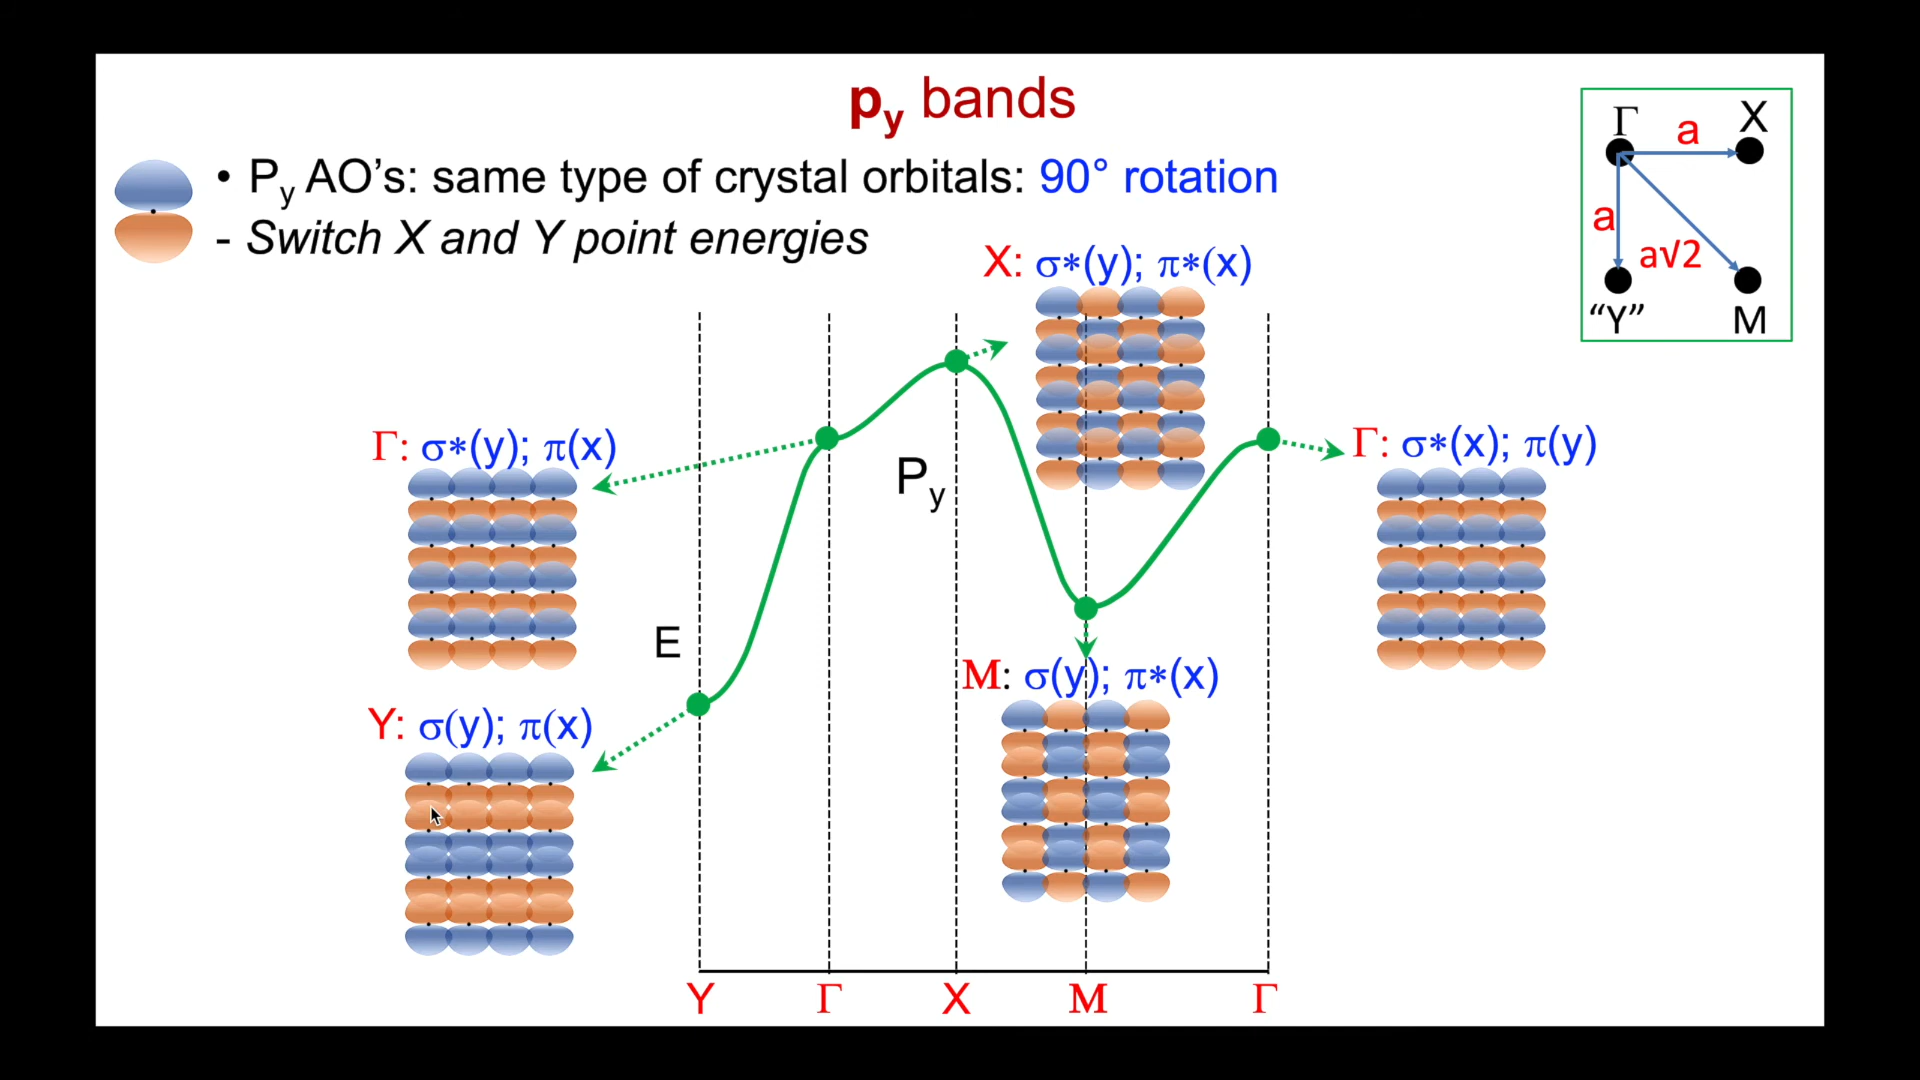 py bands
• Py AO's: same type of crystal orbitals: 90° rotation
- Switch X and Y point energies
Γ
X
a
a
a√2
"Y"
M
X: σ*(y); π*(x)
Γ: σ*(y); π(x)
Γ: σ*(x); π(y)
Py
E
Y: σ(y); π(x)
M: σ(y); π*(x)
Y Γ X M Γ